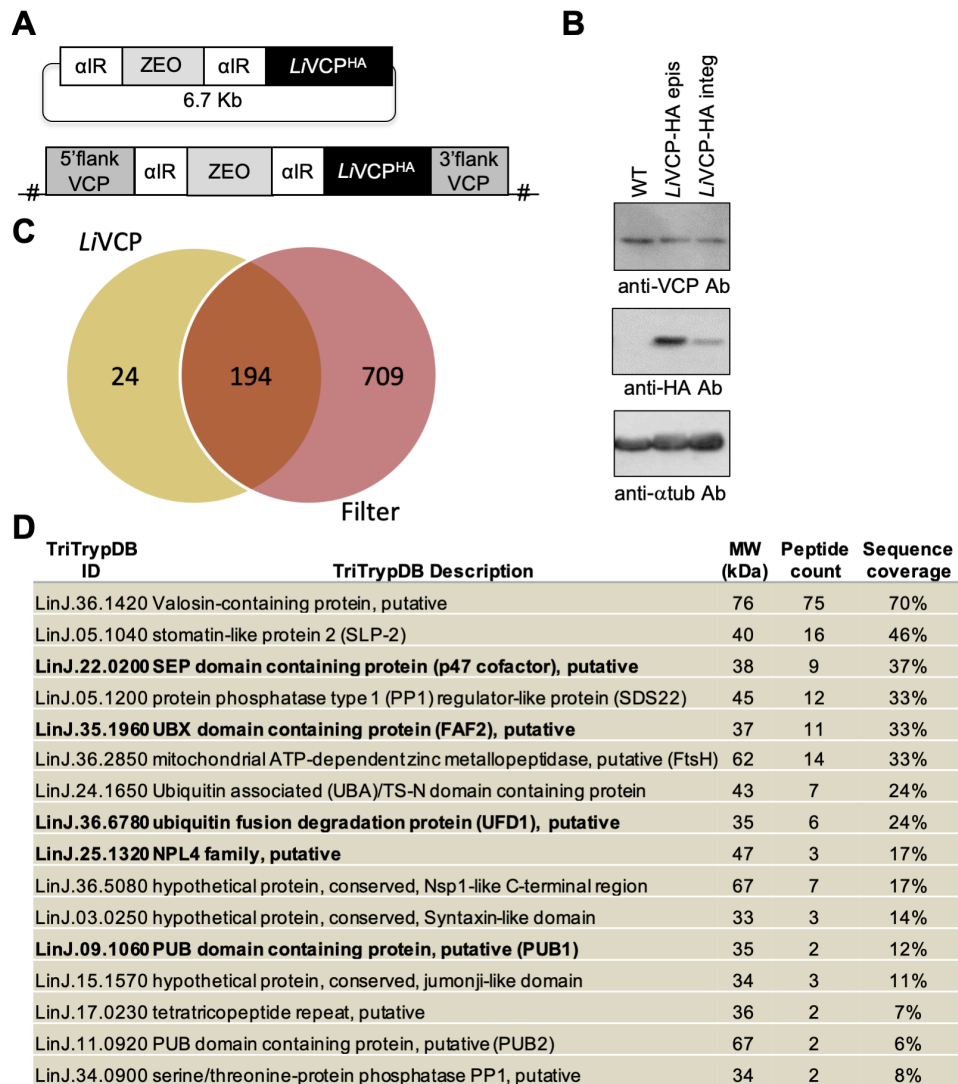 A
αIR ZEO αIR LiVCPHA
6.7 Kb
5'flank VCP αIR ZEO αIR LiVCPHA 3'flank VCP
# #
B
WT
LiVCP-HA epis
LiVCP-HA integ
anti-VCP Ab
anti-HA Ab
anti-αtub Ab
C
LiVCP
24 194 709
Filter
D
TriTrypDB ID TriTrypDB Description MW (kDa) Peptide count Sequence coverage
LinJ.36.1420 Valosin-containing protein, putative 76 75 70%
LinJ.05.1040 stomatin-like protein 2 (SLP-2) 40 16 46%
LinJ.22.0200 SEP domain containing protein (p47 cofactor), putative 38 9 37%
LinJ.05.1200 protein phosphatase type 1 (PP1) regulator-like protein (SDS22) 45 12 33%
LinJ.35.1960 UBX domain containing protein (FAF2), putative 37 11 33%
LinJ.36.2850 mitochondrial ATP-dependent zinc metallopeptidase, putative (FtsH) 62 14 33%
LinJ.24.1650 Ubiquitin associated (UBA)/TS-N domain containing protein 43 7 24%
LinJ.36.6780 ubiquitin fusion degradation protein (UFD1), putative 35 6 24%
LinJ.25.1320 NPL4 family, putative 47 3 17%
LinJ.36.5080 hypothetical protein, conserved, Nsp1-like C-terminal region 67 7 17%
LinJ.03.0250 hypothetical protein, conserved, Syntaxin-like domain 33 3 14%
LinJ.09.1060 PUB domain containing protein, putative (PUB1) 35 2 12%
LinJ.15.1570 hypothetical protein, conserved, jumonji-like domain 34 3 11%
LinJ.17.0230 tetratricopeptide repeat, putative 36 2 7%
LinJ.11.0920 PUB domain containing protein, putative (PUB2) 67 2 6%
LinJ.34.0900 serine/threonine-protein phosphatase PP1, putative 34 2 8%